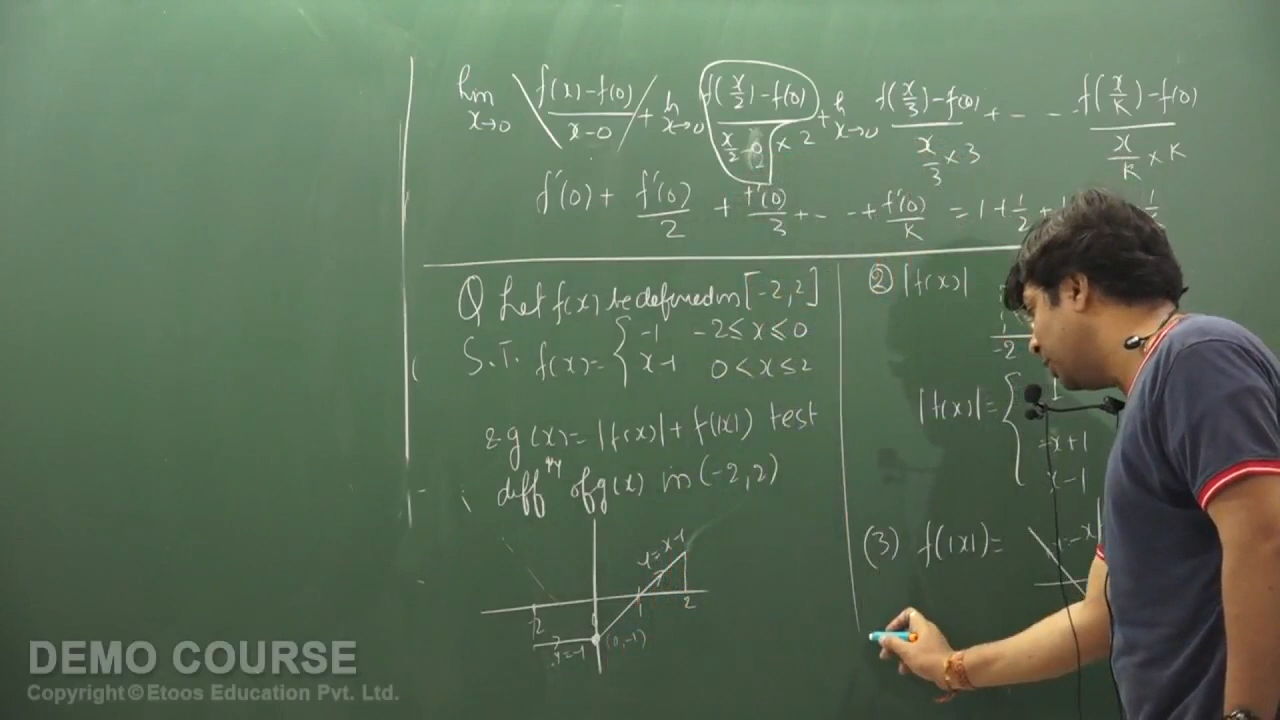 lim x→0 (f(x)-f(0))/(x-0) + h x→0 (f(x/2)-f(0))/(x/2-0/2 × 2) + h x→0 (f(x/3)-f(0))/(x/3 × 3) + - - (f(x/K)-f(0))/(x/K × K)
f'(0) + f'(0)/2 + f'(0)/3 + - - + f'(0)/K = 1+1/2+
Q Let f(x) be defined in [-2, 2]
S.T. f(x) = { -1 -2 ≤ x ≤ 0
x-1 0 < x ≤ 2
g(x) = |f(x)| + f(|x|) test
diff of g(x) in (-2, 2)
y=x-1
-2
2
y=-1
(0,-1)
② |f(x)|
-2
|f(x)| = { 1
-x+1
x-1
(3) f(|x|) =
DEMO COURSE
Copyright © Etoos Education Pvt. Ltd.